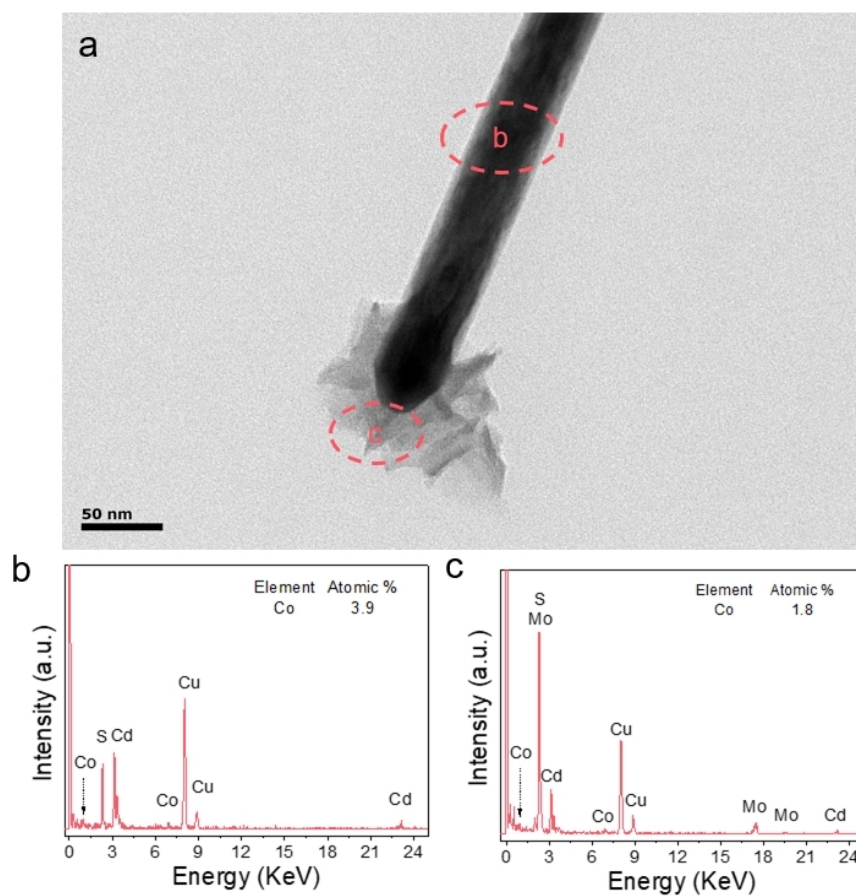 a
b
c
50 nm
b
Element Atomic %
Co 3.9
Intensity (a.u.)
Co
S
Cd
Co
Cu
Cu
Cd
0 3 6 9 12 15 18 21 24
Energy (KeV)
c
Element Atomic %
Co 1.8
Intensity (a.u.)
Co
S
Mo
Cd
Co
Cu
Cu
Mo
Mo
Cd
0 3 6 9 12 15 18 21 24
Energy (KeV)